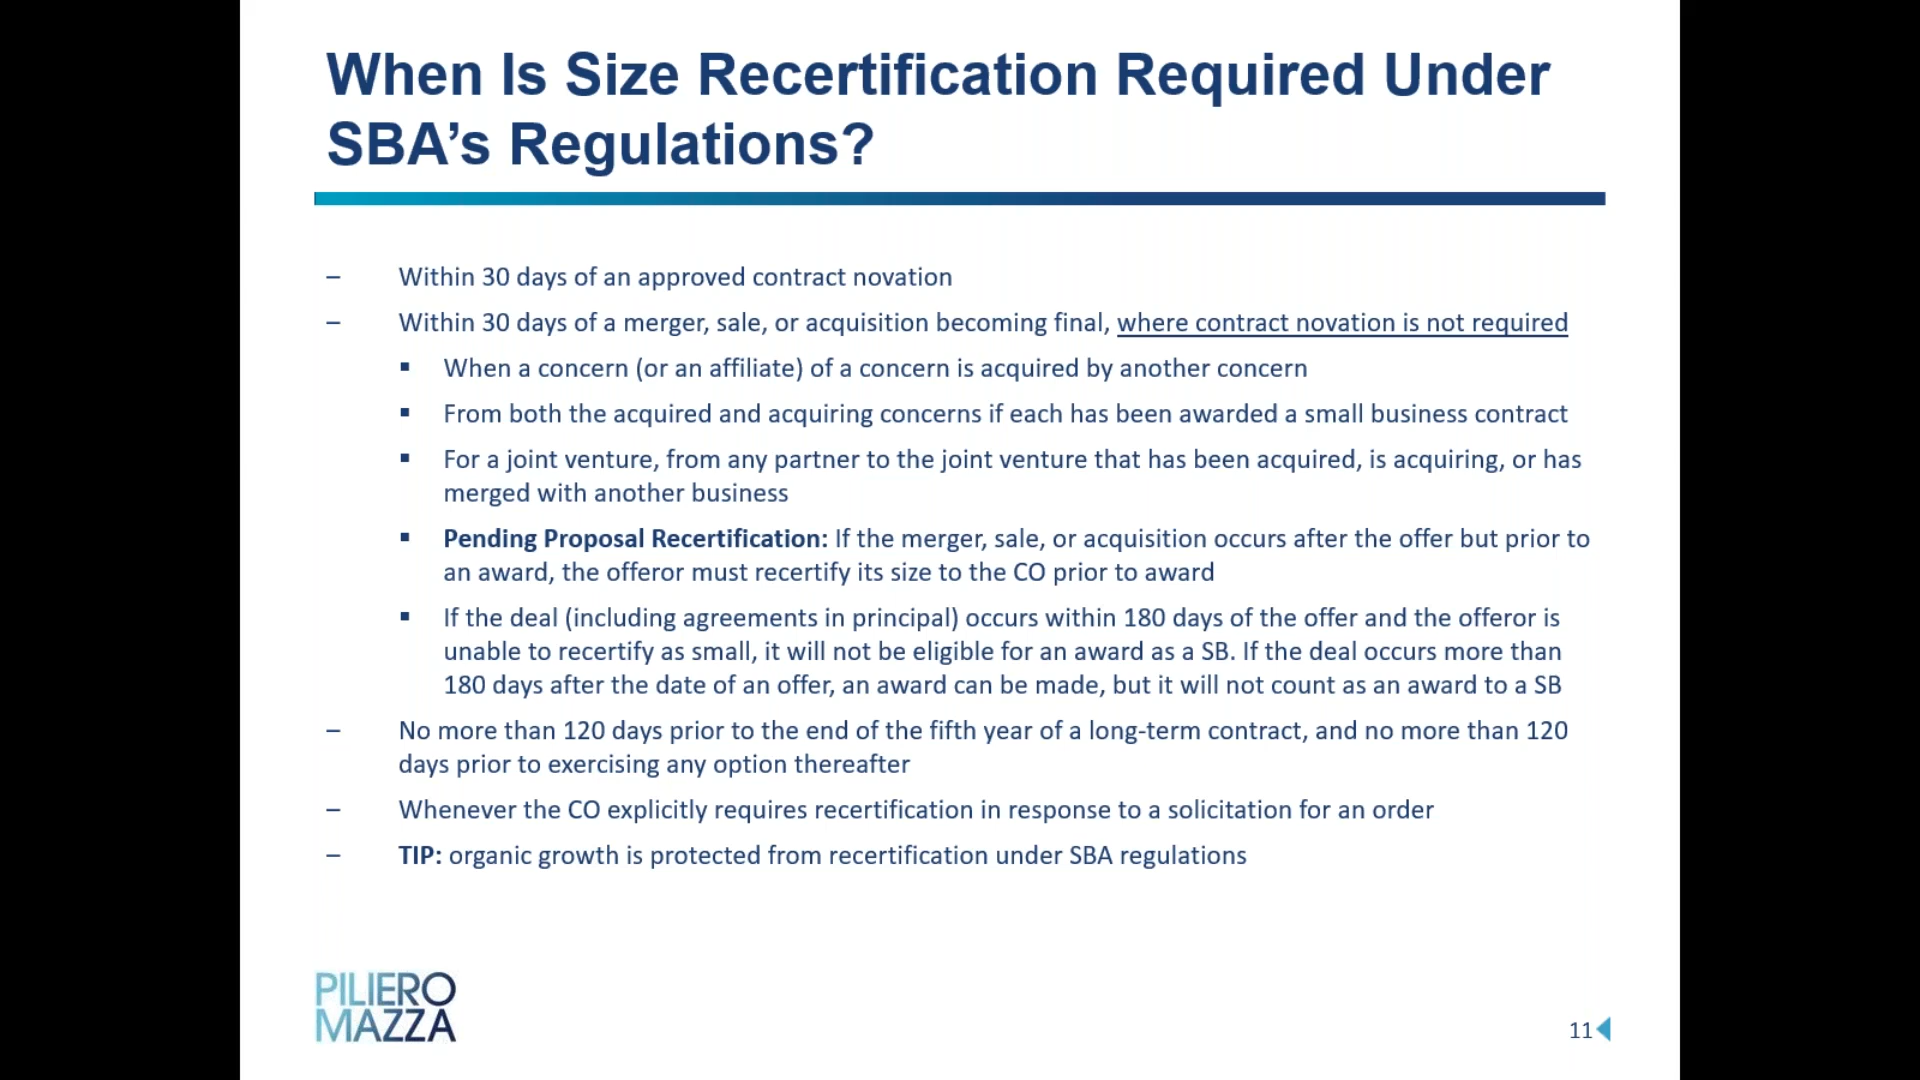 When Is Size Recertification Required Under
SBA’s Regulations?
– Within 30 days of an approved contract novation
– Within 30 days of a merger, sale, or acquisition becoming final, where contract novation is not required
▪ When a concern (or an affiliate) of a concern is acquired by another concern
▪ From both the acquired and acquiring concerns if each has been awarded a small business contract
▪ For a joint venture, from any partner to the joint venture that has been acquired, is acquiring, or has
merged with another business
▪ Pending Proposal Recertification: If the merger, sale, or acquisition occurs after the offer but prior to
an award, the offeror must recertify its size to the CO prior to award
▪ If the deal (including agreements in principal) occurs within 180 days of the offer and the offeror is
unable to recertify as small, it will not be eligible for an award as a SB. If the deal occurs more than
180 days after the date of an offer, an award can be made, but it will not count as an award to a SB
– No more than 120 days prior to the end of the fifth year of a long-term contract, and no more than 120
days prior to exercising any option thereafter
– Whenever the CO explicitly requires recertification in response to a solicitation for an order
– TIP: organic growth is protected from recertification under SBA regulations
PILIERO
MAZZA
11